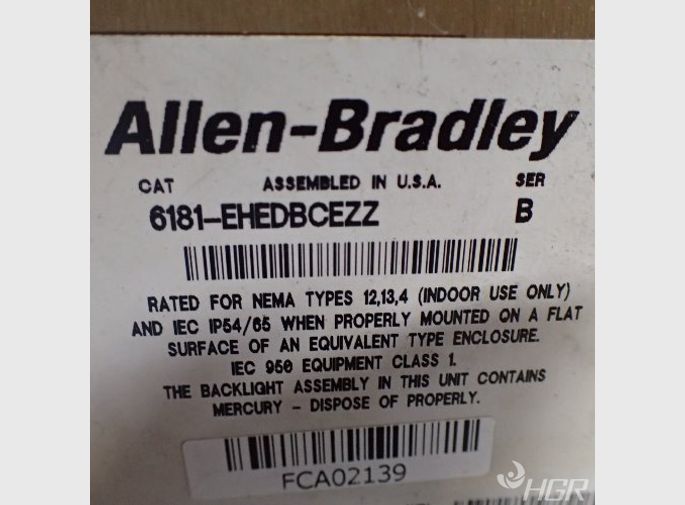 Allen-Bradley
CAT ASSEMBLED IN U.S.A. SER
6181-EHEDBCEZZ B
RATED FOR NEMA TYPES 12,13,4 (INDOOR USE ONLY)
AND IEC IP54/65 WHEN PROPERLY MOUNTED ON A FLAT
SURFACE OF AN EQUIVALENT TYPE ENCLOSURE.
IEC 950 EQUIPMENT CLASS 1.
THE BACKLIGHT ASSEMBLY IN THIS UNIT CONTAINS
MERCURY - DISPOSE OF PROPERLY.
FCA02139
HGR